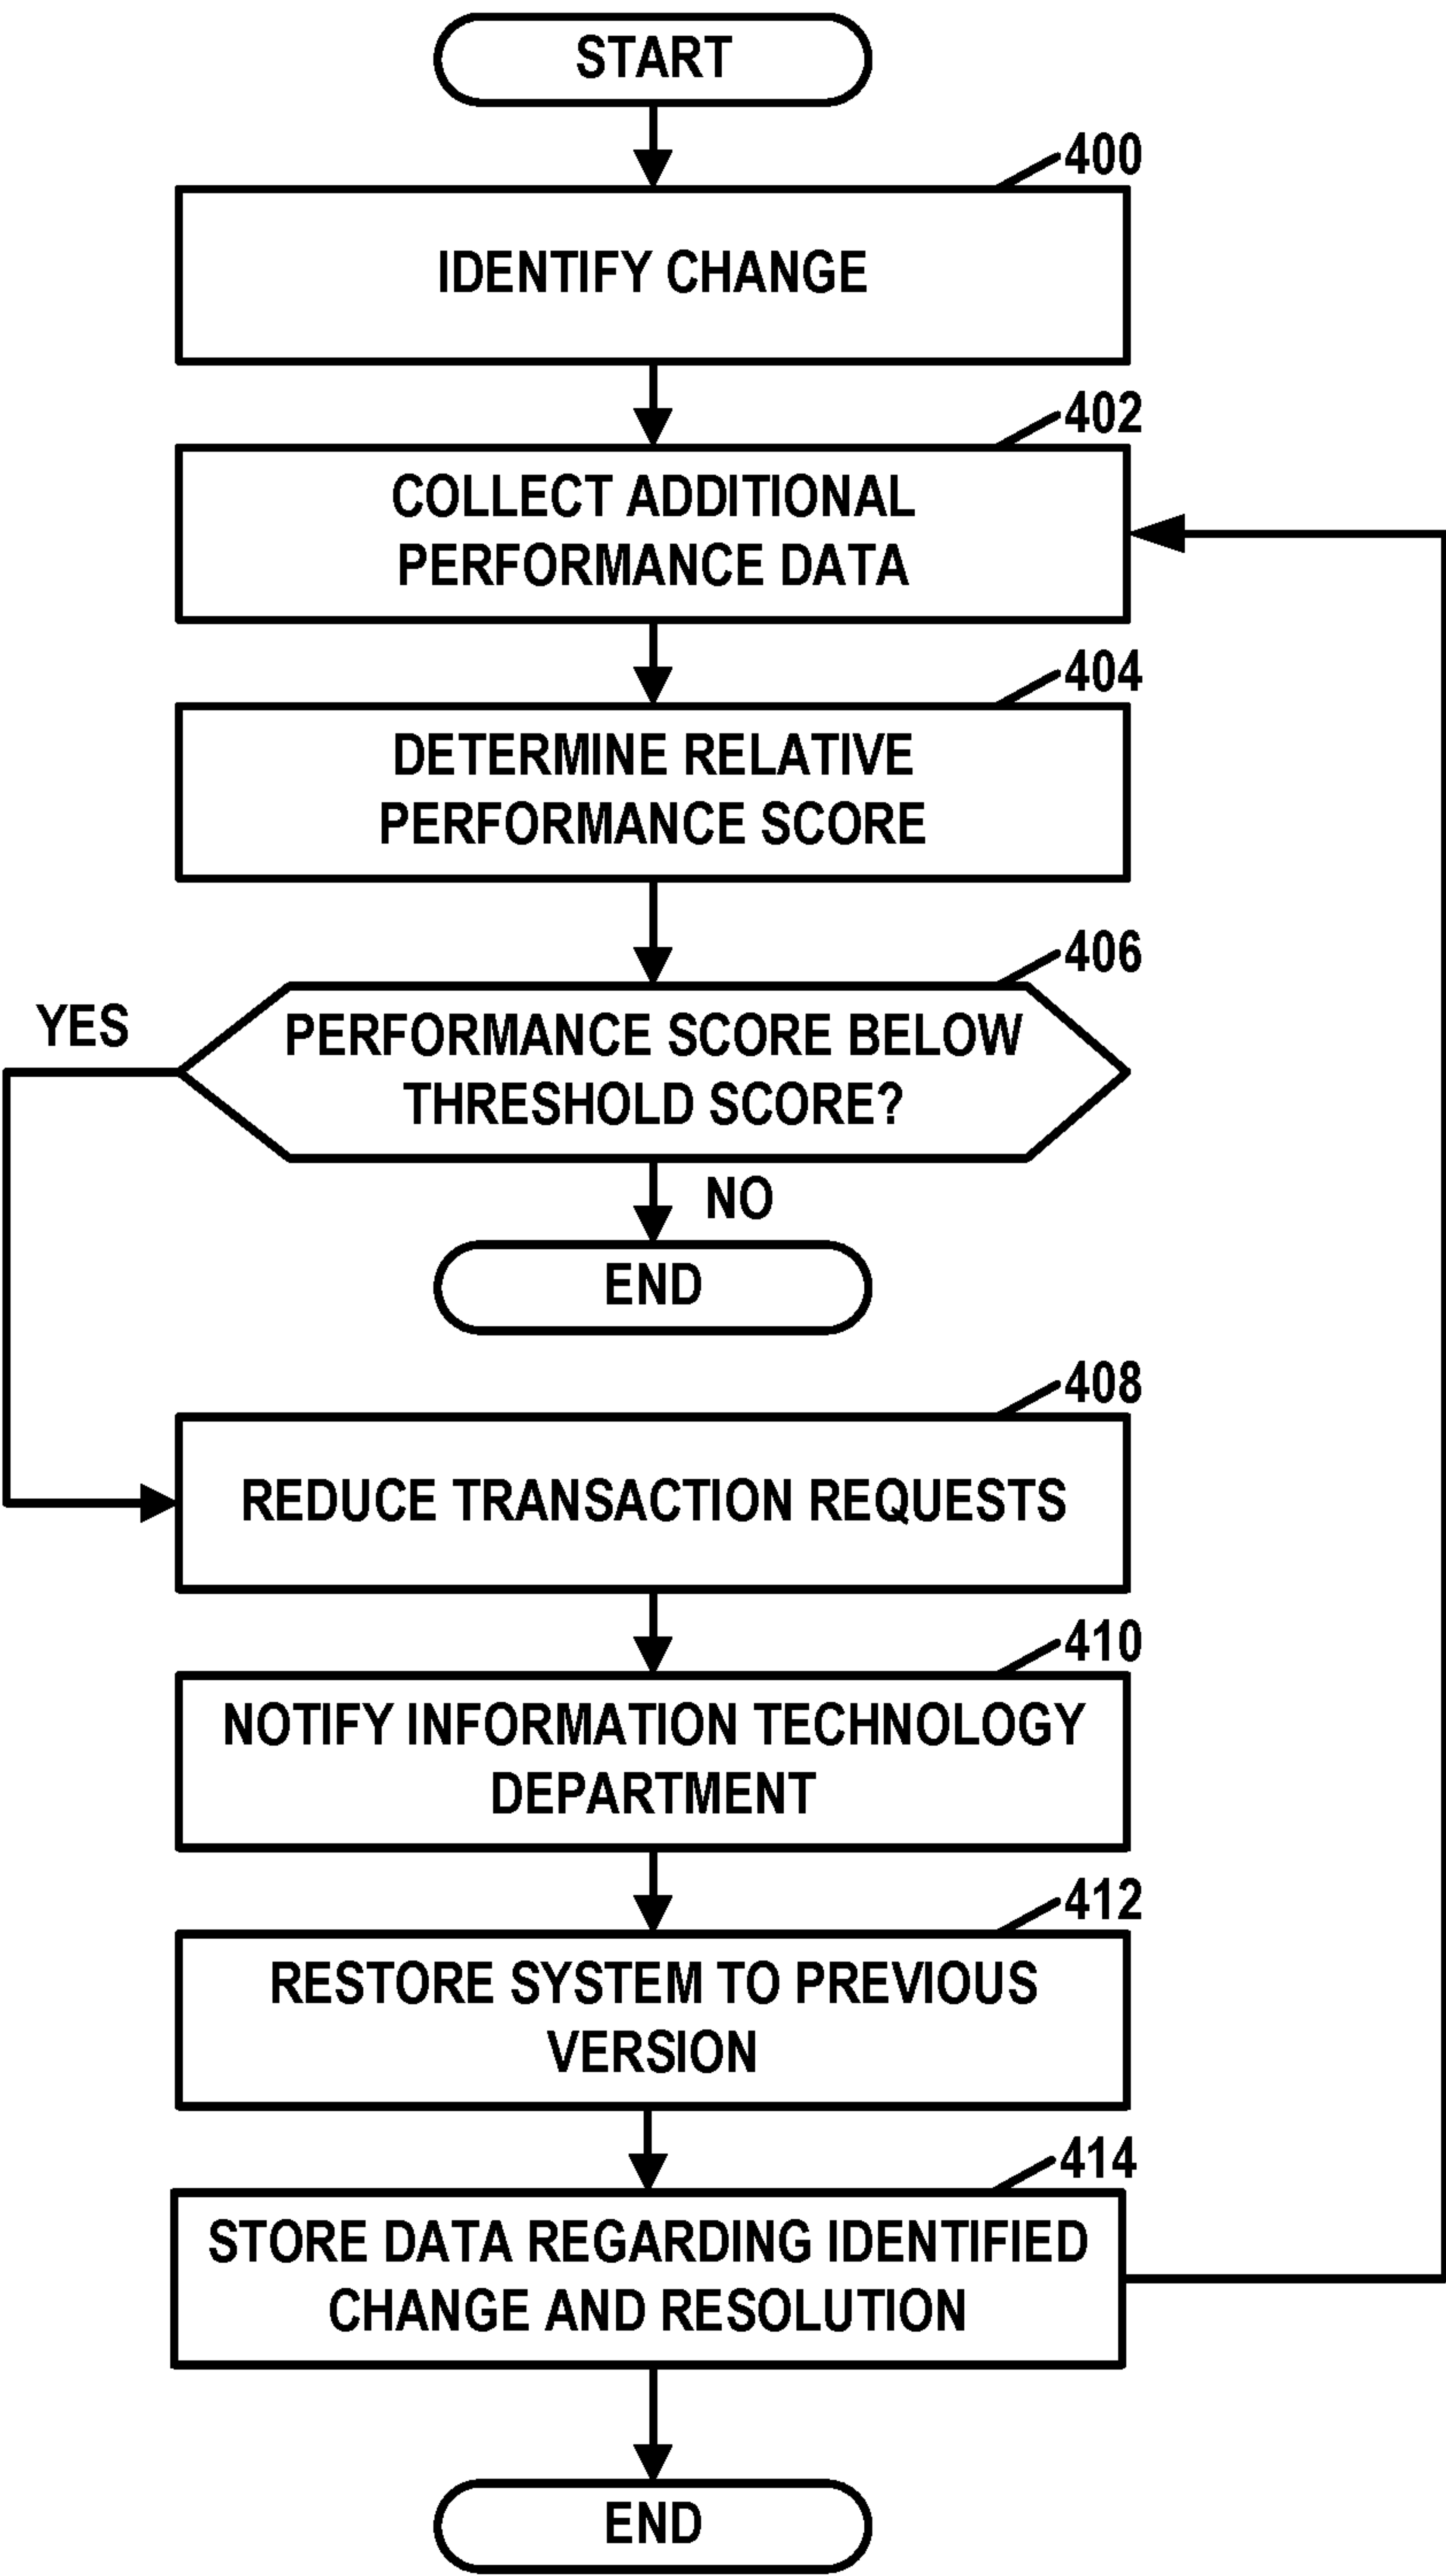 START
400
IDENTIFY CHANGE
402
COLLECT ADDITIONAL
PERFORMANCE DATA
404
DETERMINE RELATIVE
PERFORMANCE SCORE
406
YES
PERFORMANCE SCORE BELOW
THRESHOLD SCORE?
NO
END
408
REDUCE TRANSACTION REQUESTS
410
NOTIFY INFORMATION TECHNOLOGY
DEPARTMENT
412
RESTORE SYSTEM TO PREVIOUS
VERSION
414
STORE DATA REGARDING IDENTIFIED
CHANGE AND RESOLUTION
END